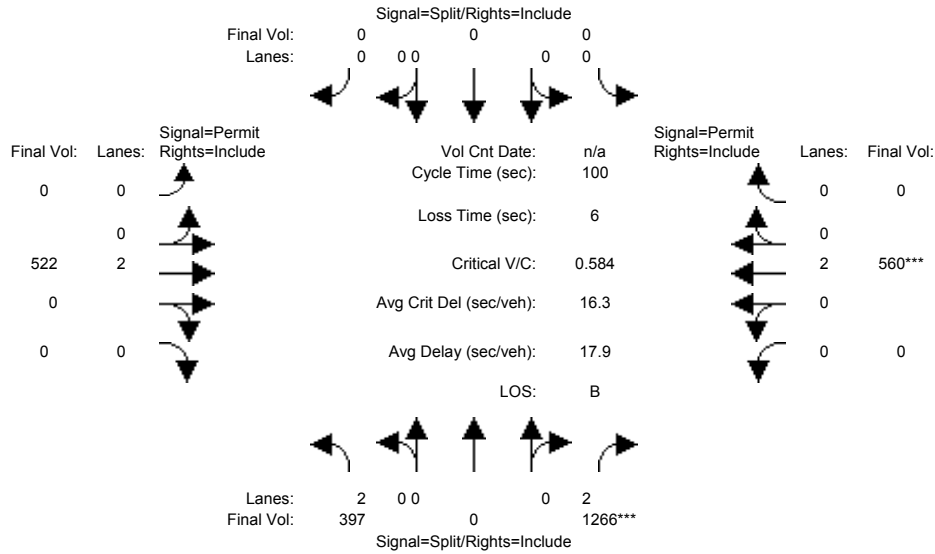 Signal=Split/Rights=Include
Final Vol: 0 0 0
Lanes: 0 0 0 0 0
Signal=Permit Signal=Permit
Final Vol: Lanes: Rights=Include Vol Cnt Date: n/a Rights=Include Lanes: Final Vol:
Cycle Time (sec): 100
0 0 0 0
Loss Time (sec): 6
0 0
522 2 Critical V/C: 0.584 2 560***
0 Avg Crit Del (sec/veh): 16.3 0
0 0 Avg Delay (sec/veh): 17.9 0 0
LOS: B
Lanes: 2 0 0 0 2
Final Vol: 397 0 1266***
Signal=Split/Rights=Include